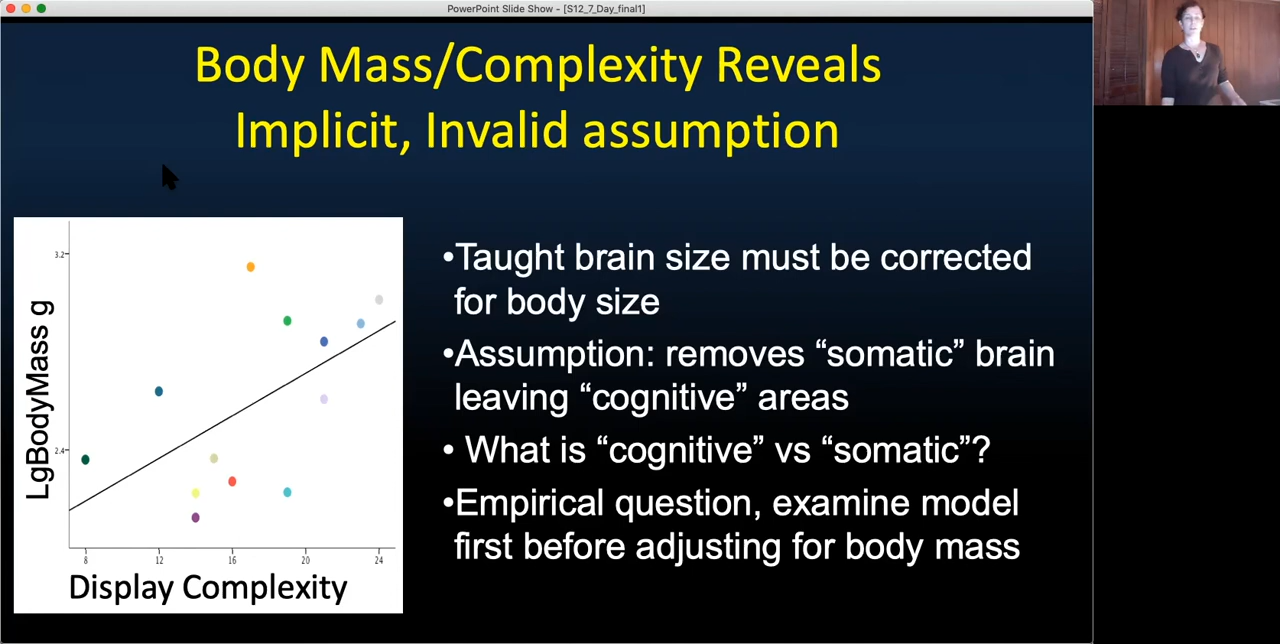 PowerPoint Slide Show - [S12_7_Day_final1]
Body Mass/Complexity Reveals
Implicit, Invalid assumption
3.2
2.4
LgBodyMass g
8 12 16 20 24
Display Complexity
•Taught brain size must be corrected
for body size
•Assumption: removes “somatic” brain
leaving “cognitive” areas
• What is “cognitive” vs “somatic”?
•Empirical question, examine model
first before adjusting for body mass